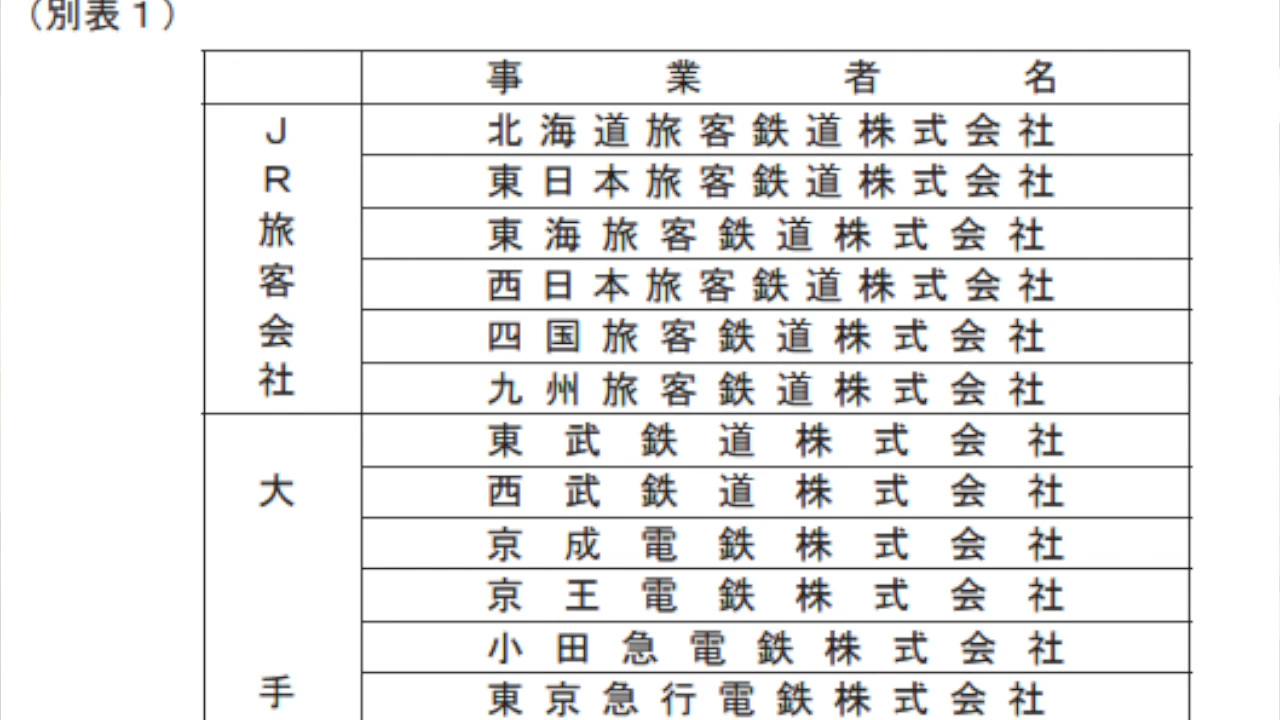 （別表１）
事業者名
ＪＲ旅客会社
北海道旅客鉄道株式会社
東日本旅客鉄道株式会社
東海旅客鉄道株式会社
西日本旅客鉄道株式会社
四国旅客鉄道株式会社
九州旅客鉄道株式会社
大手
東武鉄道株式会社
西武鉄道株式会社
京成電鉄株式会社
京王電鉄株式会社
小田急電鉄株式会社
東京急行電鉄株式会社